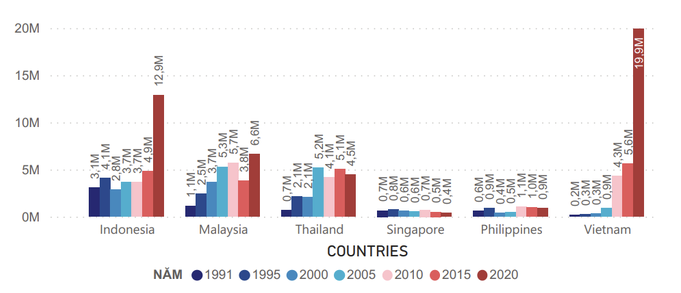 20M
15M
10M
5M
0M
3,1M 4,1M 2,8M 3,7M 3,7M 4,9M 12,9M
1,1M 2,5M 3,7M 5,3M 5,7M 3,8M 6,6M
0,7M 2,1M 2,1M 5,2M 4,1M 5,1M 4,5M
0,7M 0,8M 0,6M 0,6M 0,7M 0,5M 0,4M
0,6M 0,9M 0,4M 0,5M 1,1M 1,0M 0,9M
0,2M 0,3M 0,3M 0,9M 4,3M 5,6M 19,9M
Indonesia Malaysia Thailand Singapore Philippines Vietnam
COUNTRIES
NĂM 1991 1995 2000 2005 2010 2015 2020